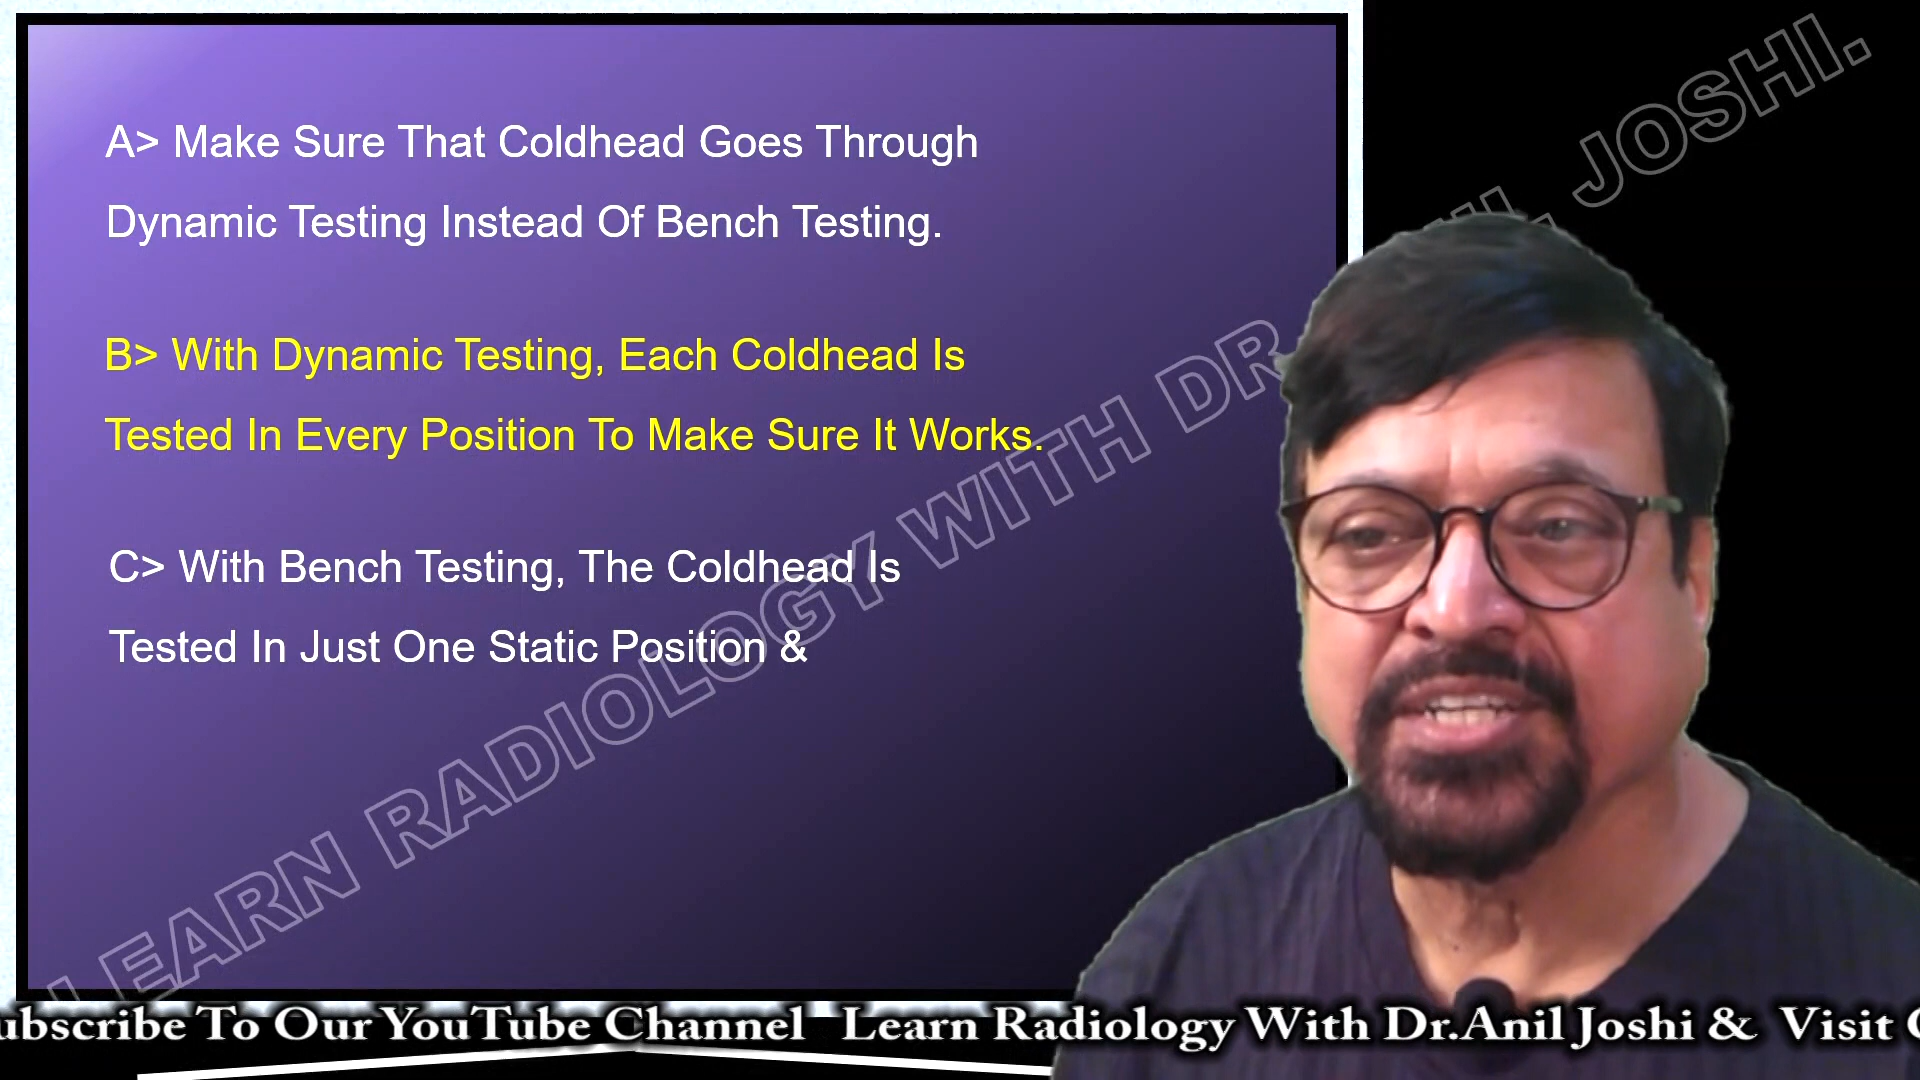 A> Make Sure That Coldhead Goes Through
Dynamic Testing Instead Of Bench Testing.
B> With Dynamic Testing, Each Coldhead Is
Tested In Every Position To Make Sure It Works.
C> With Bench Testing, The Coldhead Is
Tested In Just One Static Position &
LEARN RADIOLOGY WITH DR. JOSHI.
ubscribe To Our YouTube Channel Learn Radiology With Dr.Anil Joshi & Visit